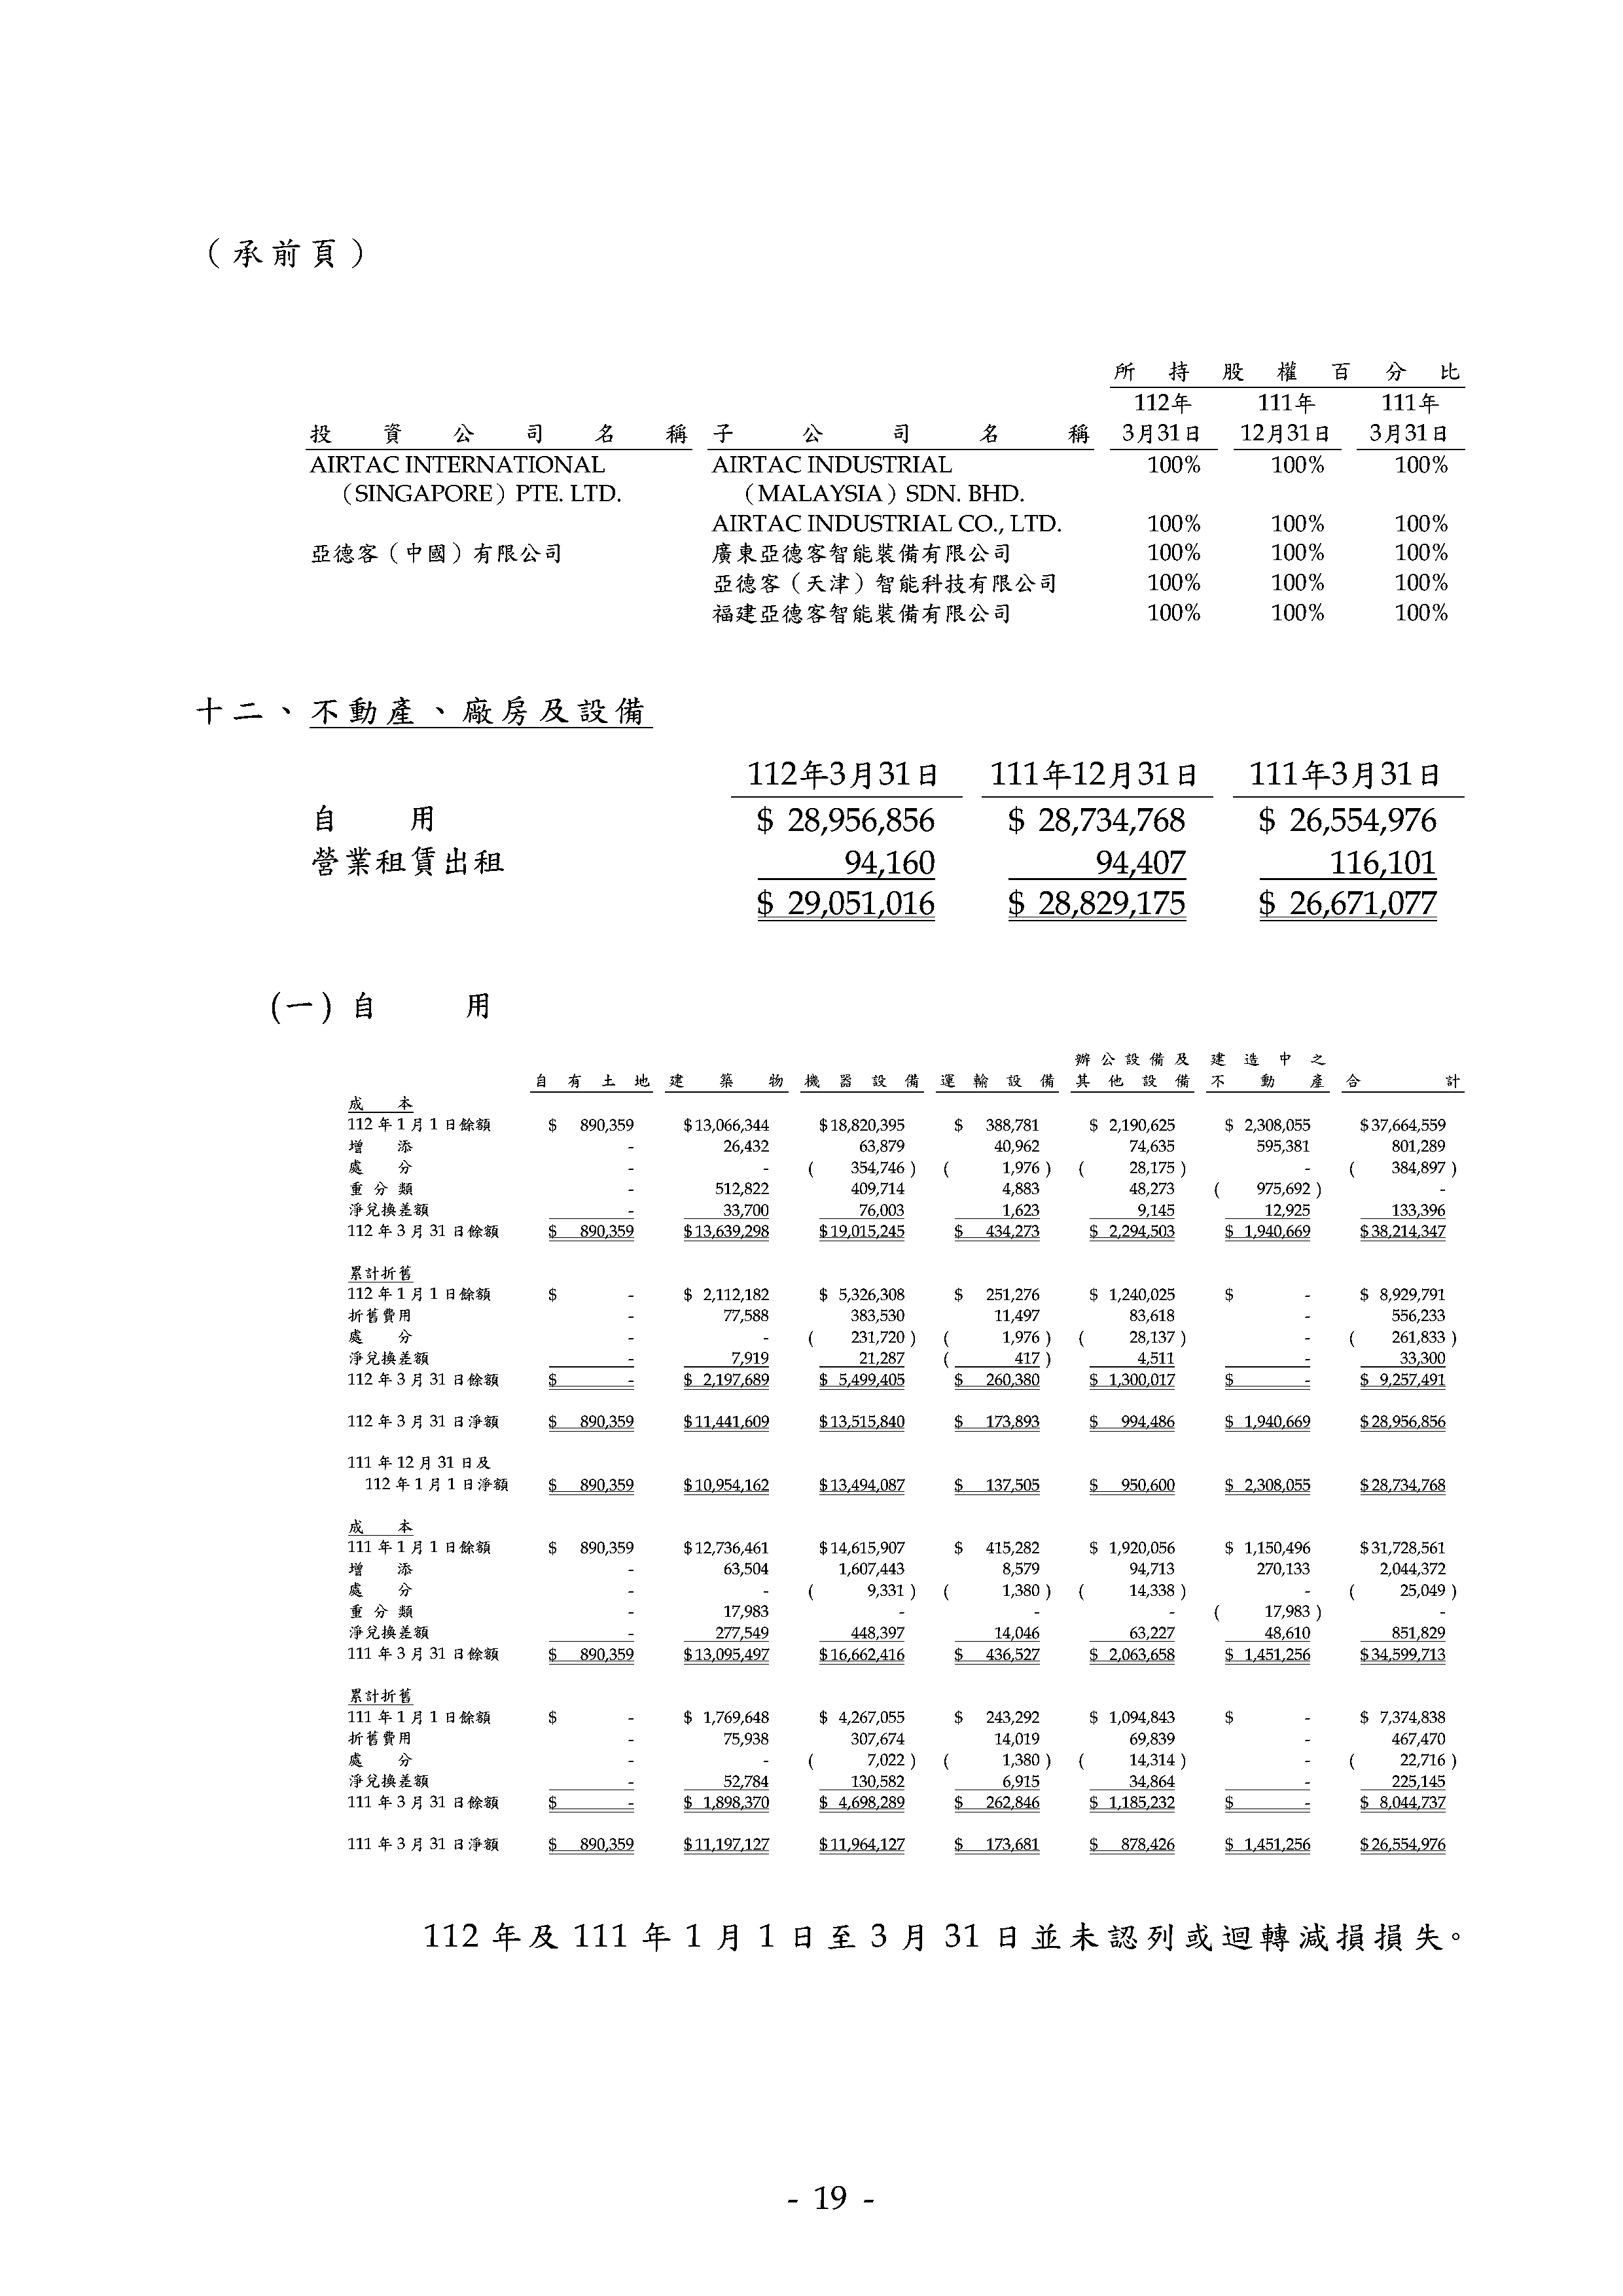 （承前頁）
所持股權百分比
112年 111年 111年
投資公司名稱 子公司名稱 3月31日 12月31日 3月31日
AIRTAC INTERNATIONAL AIRTAC INDUSTRIAL 100% 100% 100%
（SINGAPORE）PTE. LTD. （MALAYSIA）SDN. BHD.
AIRTAC INDUSTRIAL CO., LTD. 100% 100% 100%
亞德客（中國）有限公司 廣東亞德客智能裝備有限公司 100% 100% 100%
亞德客（天津）智能科技有限公司 100% 100% 100%
福建亞德客智能裝備有限公司 100% 100% 100%
十二、不動產、廠房及設備
112年3月31日 111年12月31日 111年3月31日
自用 $ 28,956,856 $ 28,734,768 $ 26,554,976
營業租賃出租 94,160 94,407 116,101
$ 29,051,016 $ 28,829,175 $ 26,671,077
(一) 自用
辦公設備及 建造中之
自有土地 建築物 機器設備 運輸設備 其他設備 不動產 合計
成本
112年1月1日餘額 $ 890,359 $13,066,344 $18,820,395 $ 388,781 $ 2,190,625 $ 2,308,055 $37,664,559
增添 - 26,432 63,879 40,962 74,635 595,381 801,289
處分 - - ( 354,746 ) ( 1,976 ) ( 28,175 ) - ( 384,897 )
重分類 - 512,822 409,714 4,883 48,273 ( 975,692 ) -
淨兌換差額 - 33,700 76,003 1,623 9,145 12,925 133,396
112年3月31日餘額 $ 890,359 $13,639,298 $19,015,245 $ 434,273 $ 2,294,503 $ 1,940,669 $38,214,347
累計折舊
112年1月1日餘額 $ - $ 2,112,182 $ 5,326,308 $ 251,276 $ 1,240,025 $ - $ 8,929,791
折舊費用 - 77,588 383,530 11,497 83,618 - 556,233
處分 - - ( 231,720 ) ( 1,976 ) ( 28,137 ) - ( 261,833 )
淨兌換差額 - 7,919 21,287 ( 417 ) 4,511 - 33,300
112年3月31日餘額 $ - $ 2,197,689 $ 5,499,405 $ 260,380 $ 1,300,017 $ - $ 9,257,491
112年3月31日淨額 $ 890,359 $11,441,609 $13,515,840 $ 173,893 $ 994,486 $ 1,940,669 $28,956,856
111年12月31日及
112年1月1日淨額 $ 890,359 $10,954,162 $13,494,087 $ 137,505 $ 950,600 $ 2,308,055 $28,734,768
成本
111年1月1日餘額 $ 890,359 $12,736,461 $14,615,907 $ 415,282 $ 1,920,056 $ 1,150,496 $31,728,561
增添 - 63,504 1,607,443 8,579 94,713 270,133 2,044,372
處分 - - ( 9,331 ) ( 1,380 ) ( 14,338 ) - ( 25,049 )
重分類 - 17,983 - - - ( 17,983 ) -
淨兌換差額 - 277,549 448,397 14,046 63,227 48,610 851,829
111年3月31日餘額 $ 890,359 $13,095,497 $16,662,416 $ 436,527 $ 2,063,658 $ 1,451,256 $34,599,713
累計折舊
111年1月1日餘額 $ - $ 1,769,648 $ 4,267,055 $ 243,292 $ 1,094,843 $ - $ 7,374,838
折舊費用 - 75,938 307,674 14,019 69,839 - 467,470
處分 - - ( 7,022 ) ( 1,380 ) ( 14,314 ) - ( 22,716 )
淨兌換差額 - 52,784 130,582 6,915 34,864 - 225,145
111年3月31日餘額 $ - $ 1,898,370 $ 4,698,289 $ 262,846 $ 1,185,232 $ - $ 8,044,737
111年3月31日淨額 $ 890,359 $11,197,127 $11,964,127 $ 173,681 $ 878,426 $ 1,451,256 $26,554,976
112年及111年1月1日至3月31日並未認列或迴轉減損損失。
- 19 -